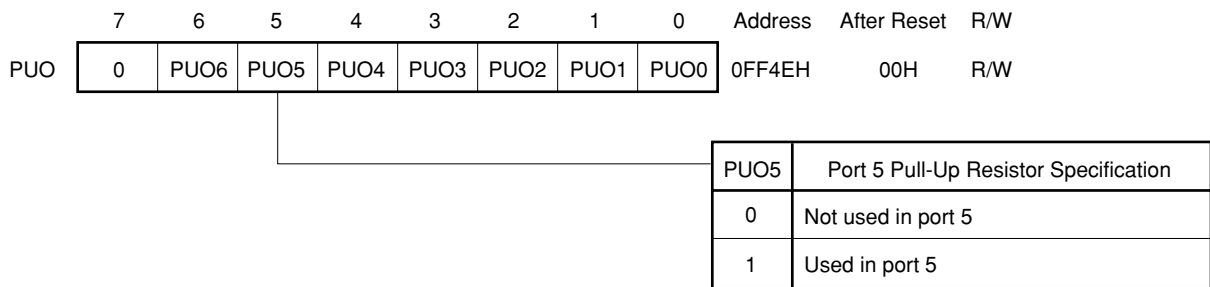 7 6 5 4 3 2 1 0 Address After Reset R/W
PUO 0 PUO6 PUO5 PUO4 PUO3 PUO2 PUO1 PUO0 0FF4EH 00H R/W
PUO5 Port 5 Pull-Up Resistor Specification
0 Not used in port 5
1 Used in port 5